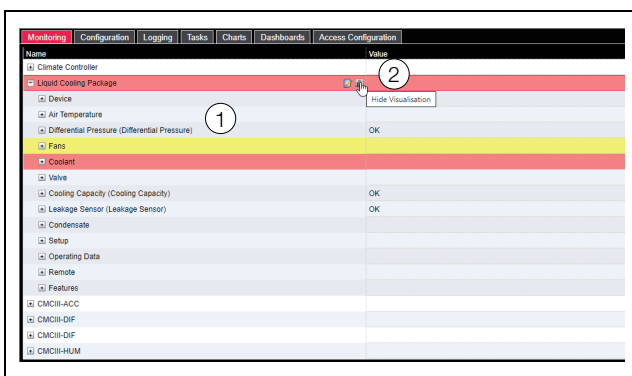 Monitoring Configuration Logging Tasks Charts Dashboards Access Configuration
Name Value
Climate Controller
Liquid Cooling Package 2
Device Hide Visualisation
Air Temperature 1
Differential Pressure (Differential Pressure) OK
Fans
Coolant
Valve
Cooling Capacity (Cooling Capacity) OK
Leakage Sensor (Leakage Sensor) OK
Condensate
Setup
Operating Data
Remote
Features
CMCIII-ACC
CMCIII-DIF
CMCIII-DIF
CMCIII-HUM